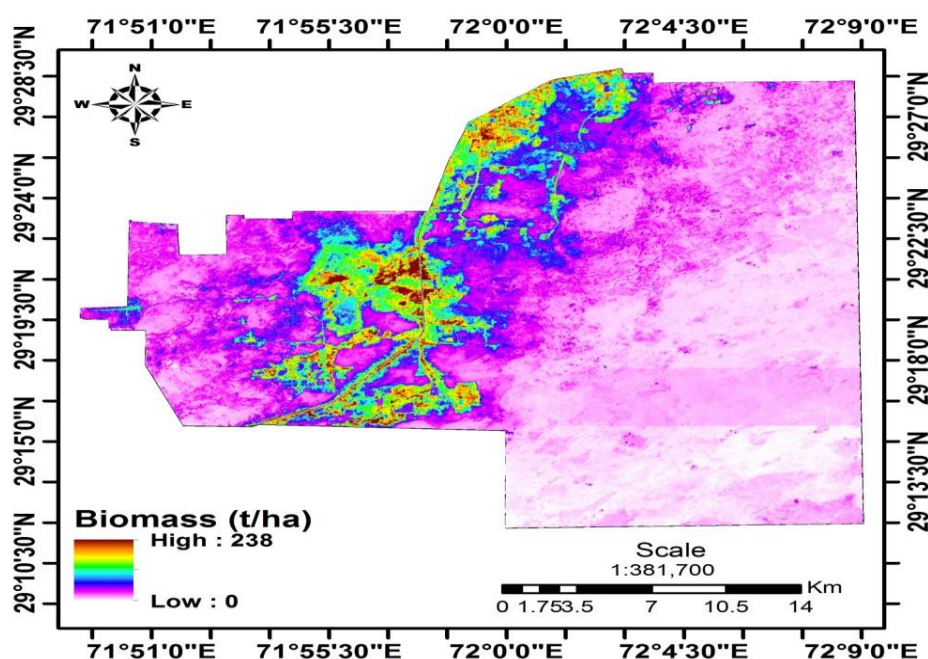 71°51'0"E 71°55'30"E 72°0'0"E 72°4'30"E 72°9'0"E
N
W E
S
29°28'30"N
29°24'0"N
29°19'30"N
29°15'0"N
29°10'30"N
29°27'0"N
29°22'30"N
29°18'0"N
29°13'30"N
Biomass (t/ha)
High : 238
Low : 0
Scale
1:381,700
Km
0 1.75 3.5 7 10.5 14
71°51'0"E 71°55'30"E 72°0'0"E 72°4'30"E 72°9'0"E